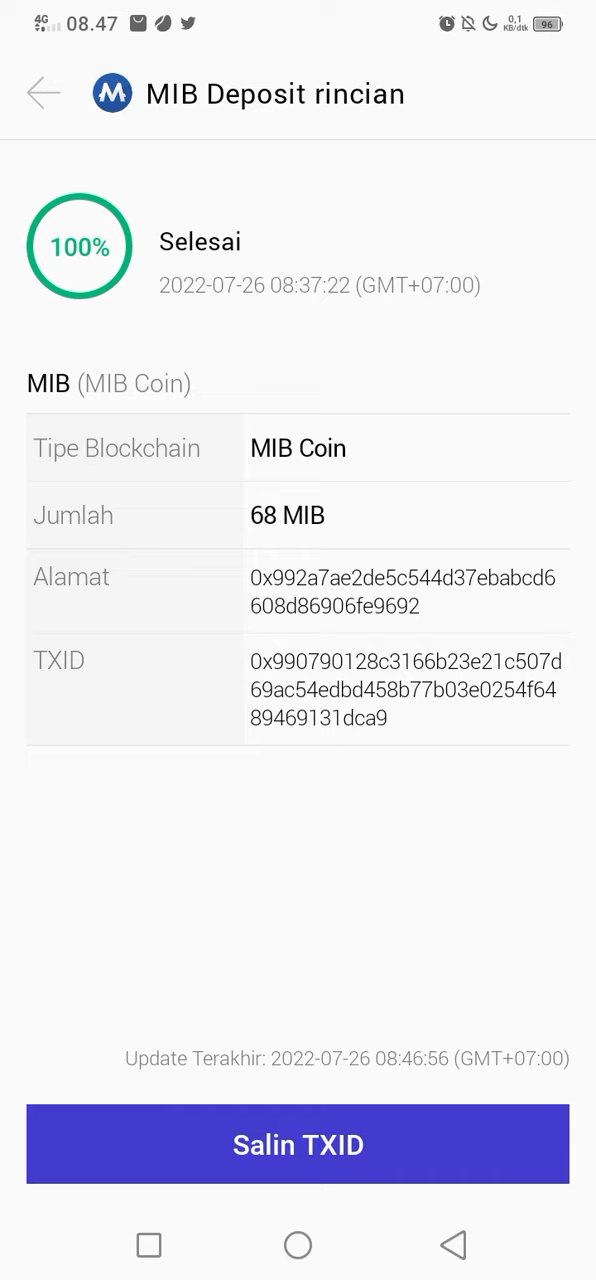 4G 08.47 0,1 KB/dtk 96
MIB Deposit rincian
100%
Selesai
2022-07-26 08:37:22 (GMT+07:00)
MIB (MIB Coin)
Tipe Blockchain MIB Coin
Jumlah 68 MIB
Alamat 0x992a7ae2de5c544d37ebabcd6
608d86906fe9692
TXID 0x990790128c3166b23e21c507d
69ac54edbd458b77b03e0254f64
89469131dca9
Update Terakhir: 2022-07-26 08:46:56 (GMT+07:00)
Salin TXID